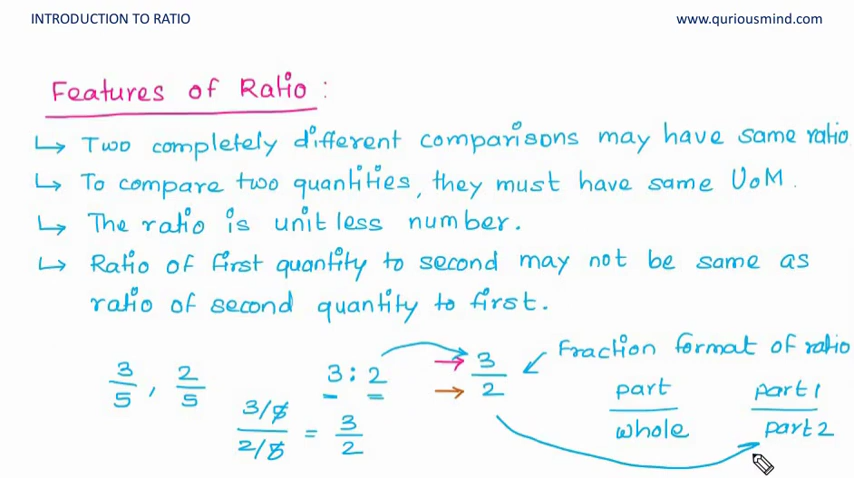 INTRODUCTION TO RATIO
www.quriousmind.com
Features of Ratio :
↳ Two completely different comparisons may have same ratio
↳ To compare two quantities, they must have same UoM.
↳ The ratio is unitless number.
↳ Ratio of first quantity to second may not be same as
ratio of second quantity to first.
3/5 , 2/5
3 : 2 → 3/2
Fraction format of ratio
part/whole
part1/part2
3/5 / 2/5 = 3/2